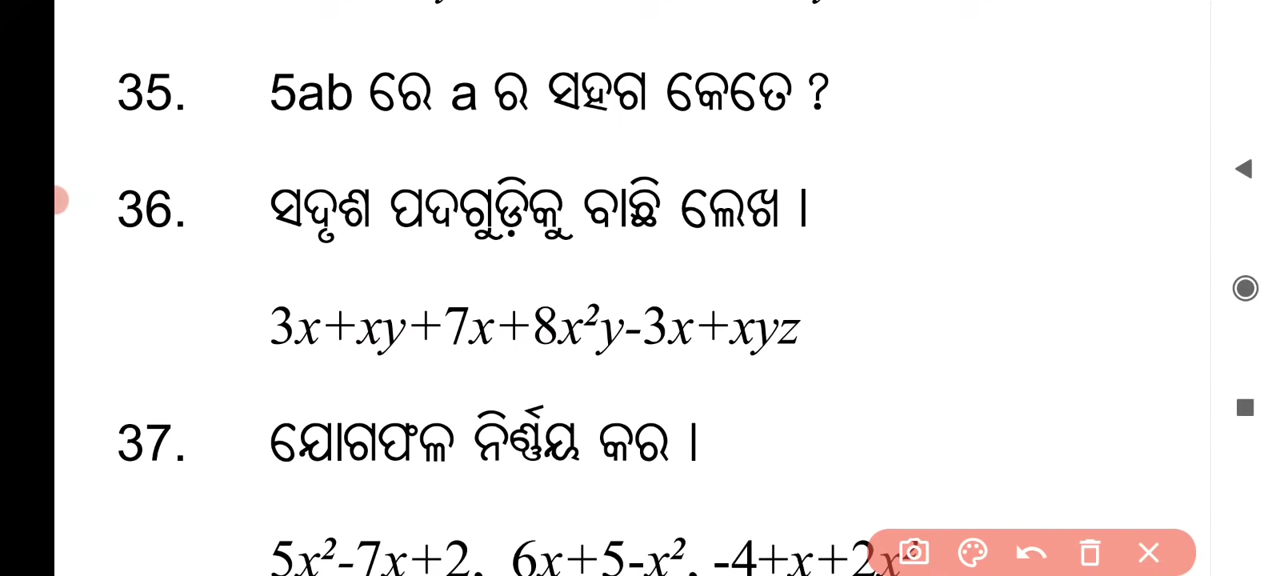 35. 5ab ରେ a ର ସହଗ କେତେ ?
36. ସଦୃଶ ପଦଗୁଡ଼ିକୁ ବାଛି ଲେଖ ।
3x+xy+7x+8x²y-3x+xyz
37. ଯୋଗଫଳ ନିର୍ଣ୍ଣୟ କର ।
5x²-7x+2, 6x+5-x², -4+x+2x²